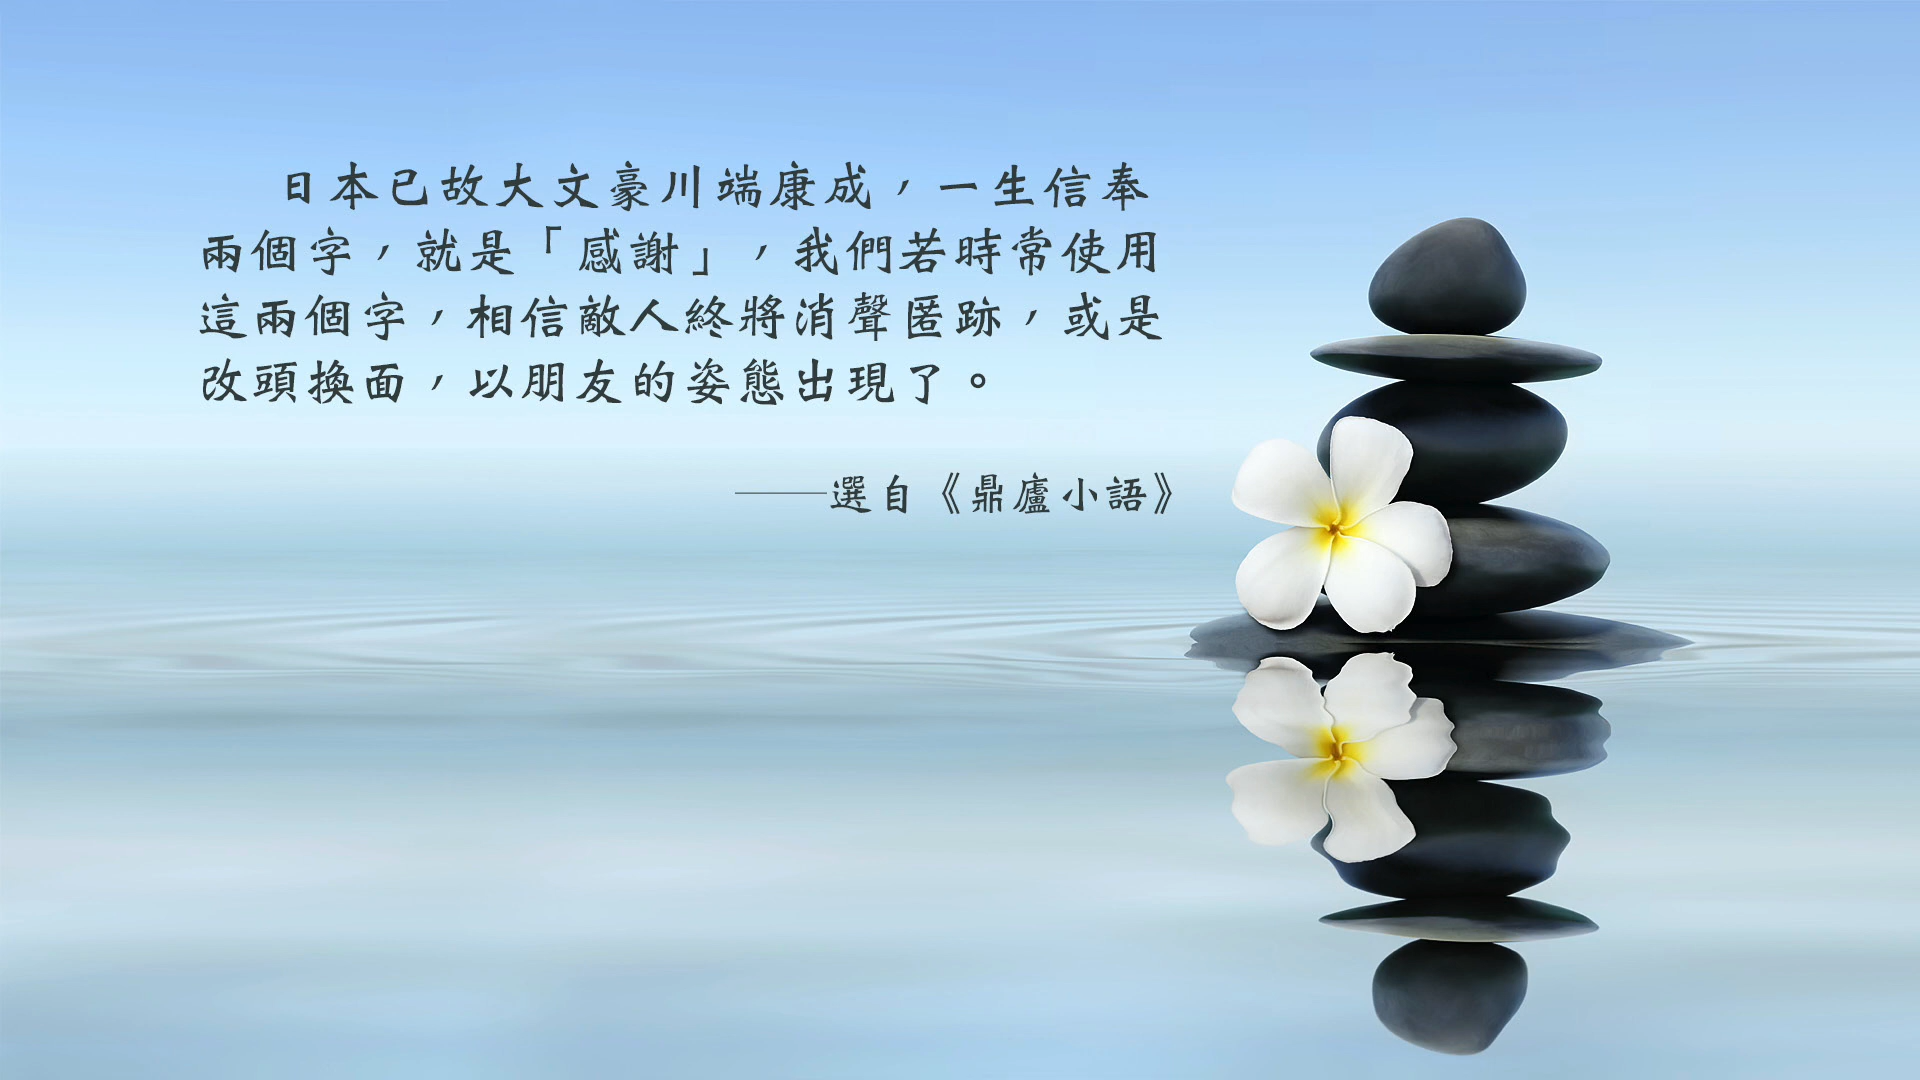 日本已故大文豪川端康成，一生信奉
兩個字，就是「感謝」，我們若時常使用
這兩個字，相信敵人終將消聲匿跡，或是
改頭換面，以朋友的姿態出現了。
——選自《鼎廬小語》